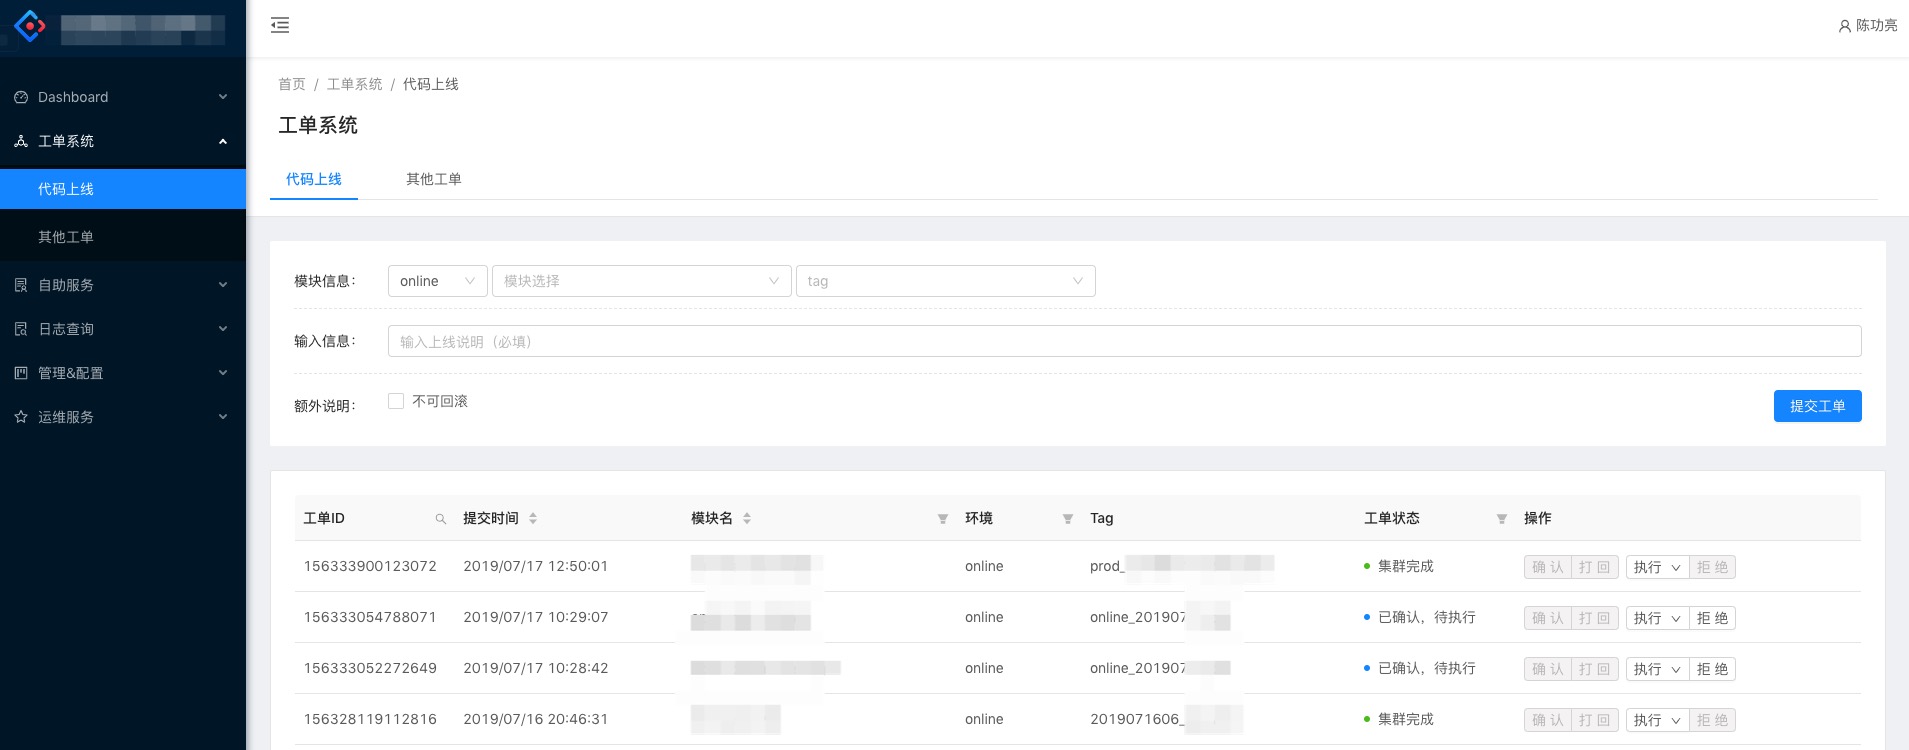 陈功亮
Dashboard
工单系统
代码上线
其他工单
自助服务
日志查询
管理&配置
运维服务
首页 / 工单系统 / 代码上线
工单系统
代码上线 其他工单
模块信息： online 模块选择 tag
输入信息： 输入上线说明（必填）
额外说明： 不可回滚 提交工单
工单ID 提交时间 模块名 环境 Tag 工单状态 操作
156333900123072 2019/07/17 12:50:01 online prod_ 集群完成 确 认 打 回 执行 拒 绝
156333054788071 2019/07/17 10:29:07 online online_201907 已确认，待执行 确 认 打 回 执行 拒 绝
156333052272649 2019/07/17 10:28:42 online online_201907 已确认，待执行 确 认 打 回 执行 拒 绝
156328119112816 2019/07/16 20:46:31 online 2019071606_ 集群完成 确 认 打 回 执行 拒 绝